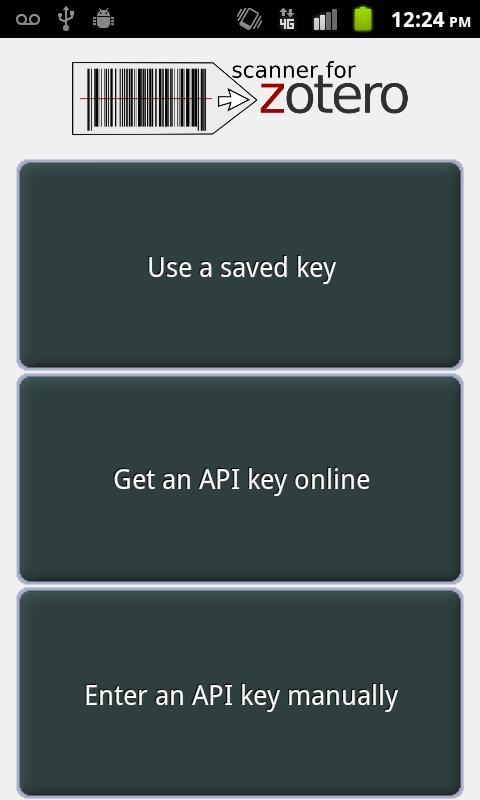 4G 12:24 PM
scanner for
zotero
Use a saved key
Get an API key online
Enter an API key manually